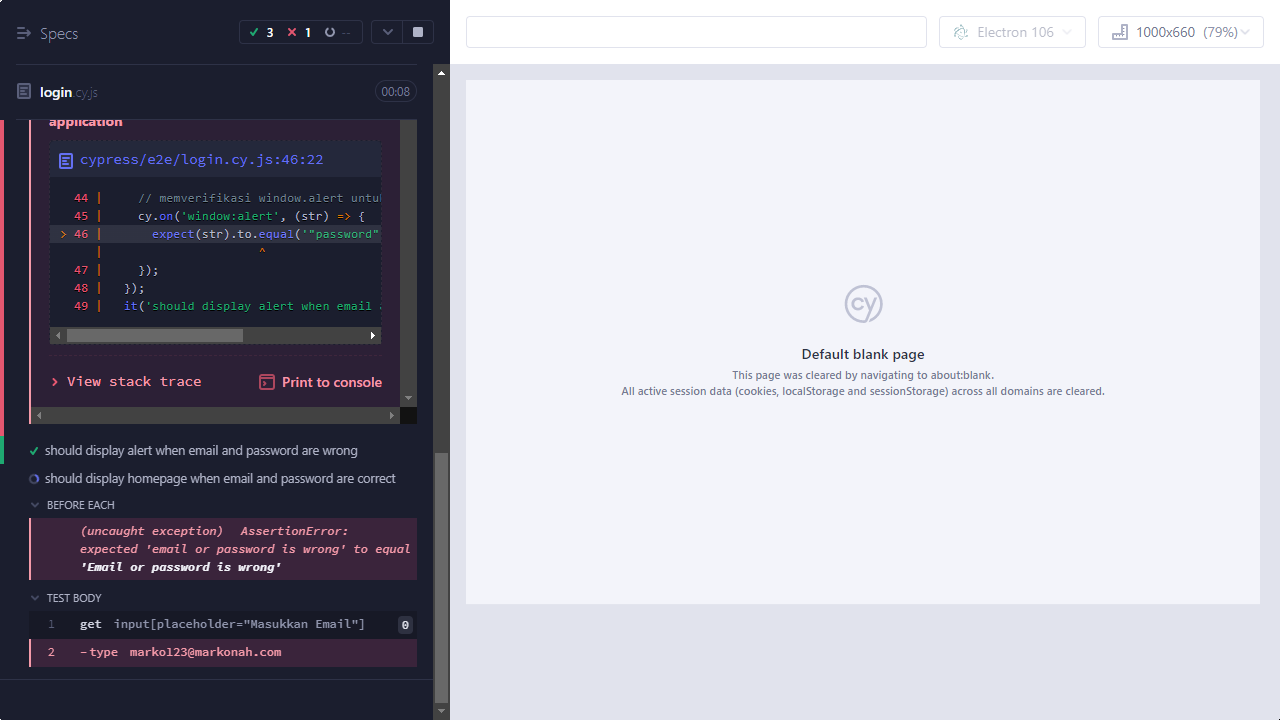 Specs
3
1
--
Electron 106
1000x660 (79%)
login.cy.js
00:08
application
cypress/e2e/login.cy.js:46:22
44 | // memverifikasi window.alert untu
45 | cy.on('window:alert', (str) => {
> 46 | expect(str).to.equal('"password"
| ^
47 | });
48 | });
49 | it('should display alert when email
View stack trace
Print to console
should display alert when email and password are wrong
should display homepage when email and password are correct
BEFORE EACH
(uncaught exception) AssertionError:
expected 'email or password is wrong' to equal
'Email or password is wrong'
TEST BODY
1 get input[placeholder="Masukkan Email"] 0
2 -type marko123@markonah.com
cy
Default blank page
This page was cleared by navigating to about:blank.
All active session data (cookies, localStorage and sessionStorage) across all domains are cleared.